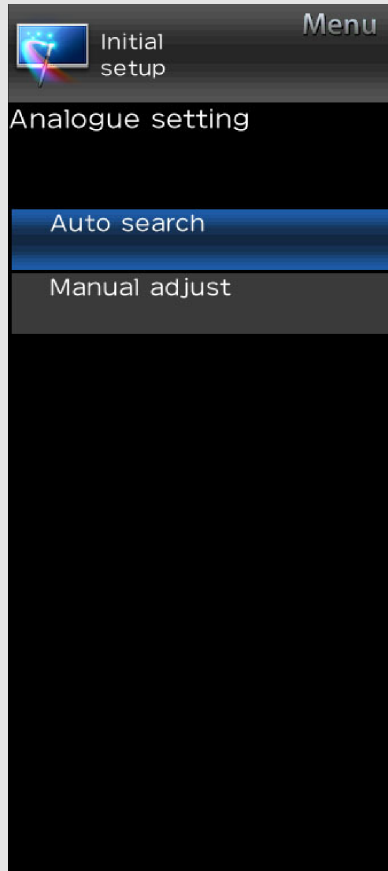 Menu
Initial
setup
Analogue setting
Auto search
Manual adjust